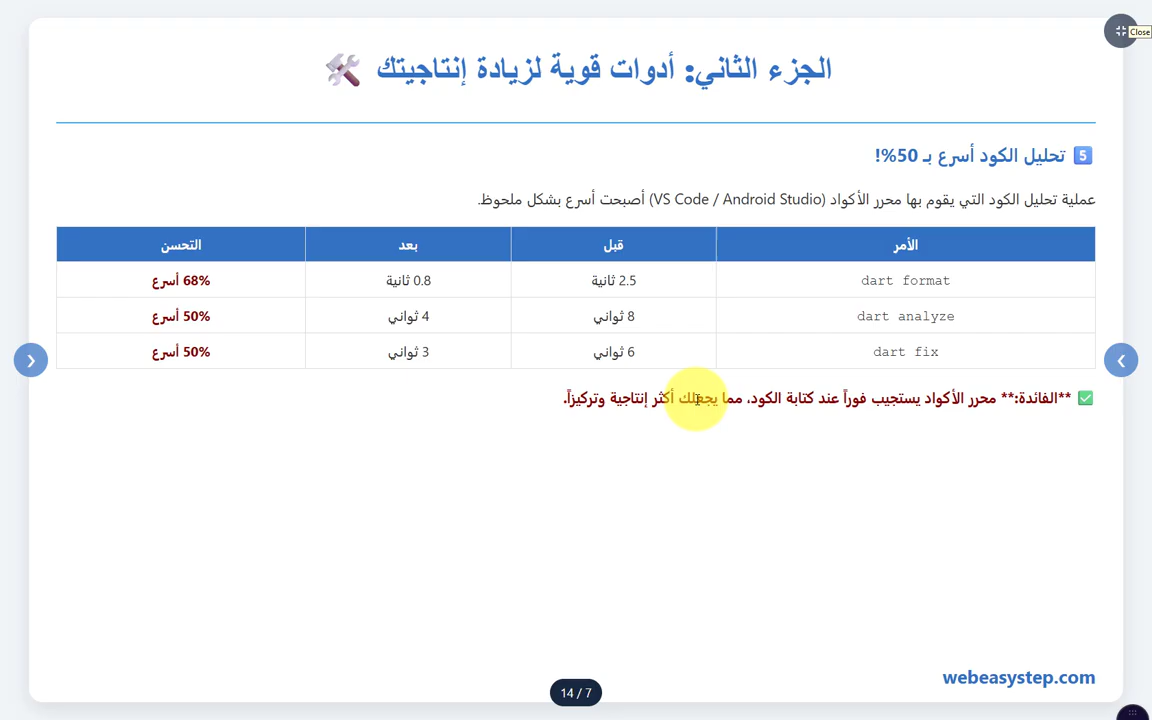 Close
الجزء الثاني: أدوات قوية لزيادة إنتاجيتك 🛠️
5️⃣ تحليل الكود أسرع بـ 50%!
عملية تحليل الكود التي يقوم بها محرر الأكواد (VS Code / Android Studio) أصبحت أسرع بشكل ملحوظ.
الأمر قبل بعد التحسن
dart format 2.5 ثانية 0.8 ثانية 68% أسرع
dart analyze 8 ثواني 4 ثواني 50% أسرع
dart fix 6 ثواني 3 ثواني 50% أسرع
✅ **الفائدة:** محرر الأكواد يستجيب فوراً عند كتابة الكود، مما يجعلك أكثر إنتاجية وتركيزاً.
webeasystep.com
14 / 7